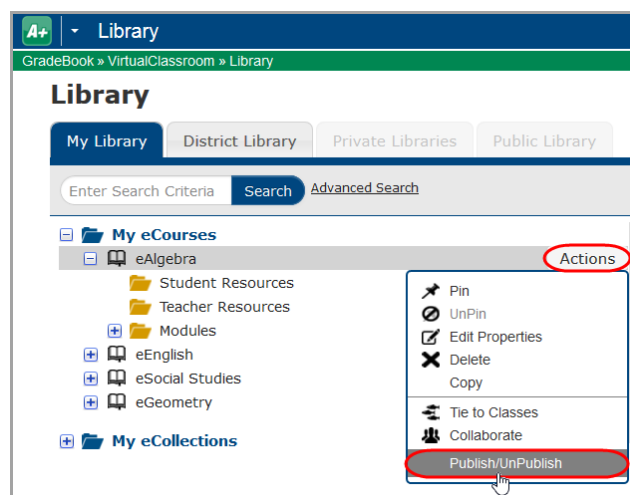 A+ Library
GradeBook » VirtualClassroom » Library
Library
My Library District Library Private Libraries Public Library
Enter Search Criteria Search Advanced Search
My eCourses
eAlgebra Actions
Student Resources
Teacher Resources
Modules
eEnglish
eSocial Studies
eGeometry
My eCollections
Pin
UnPin
Edit Properties
Delete
Copy
Tie to Classes
Collaborate
Publish/UnPublish